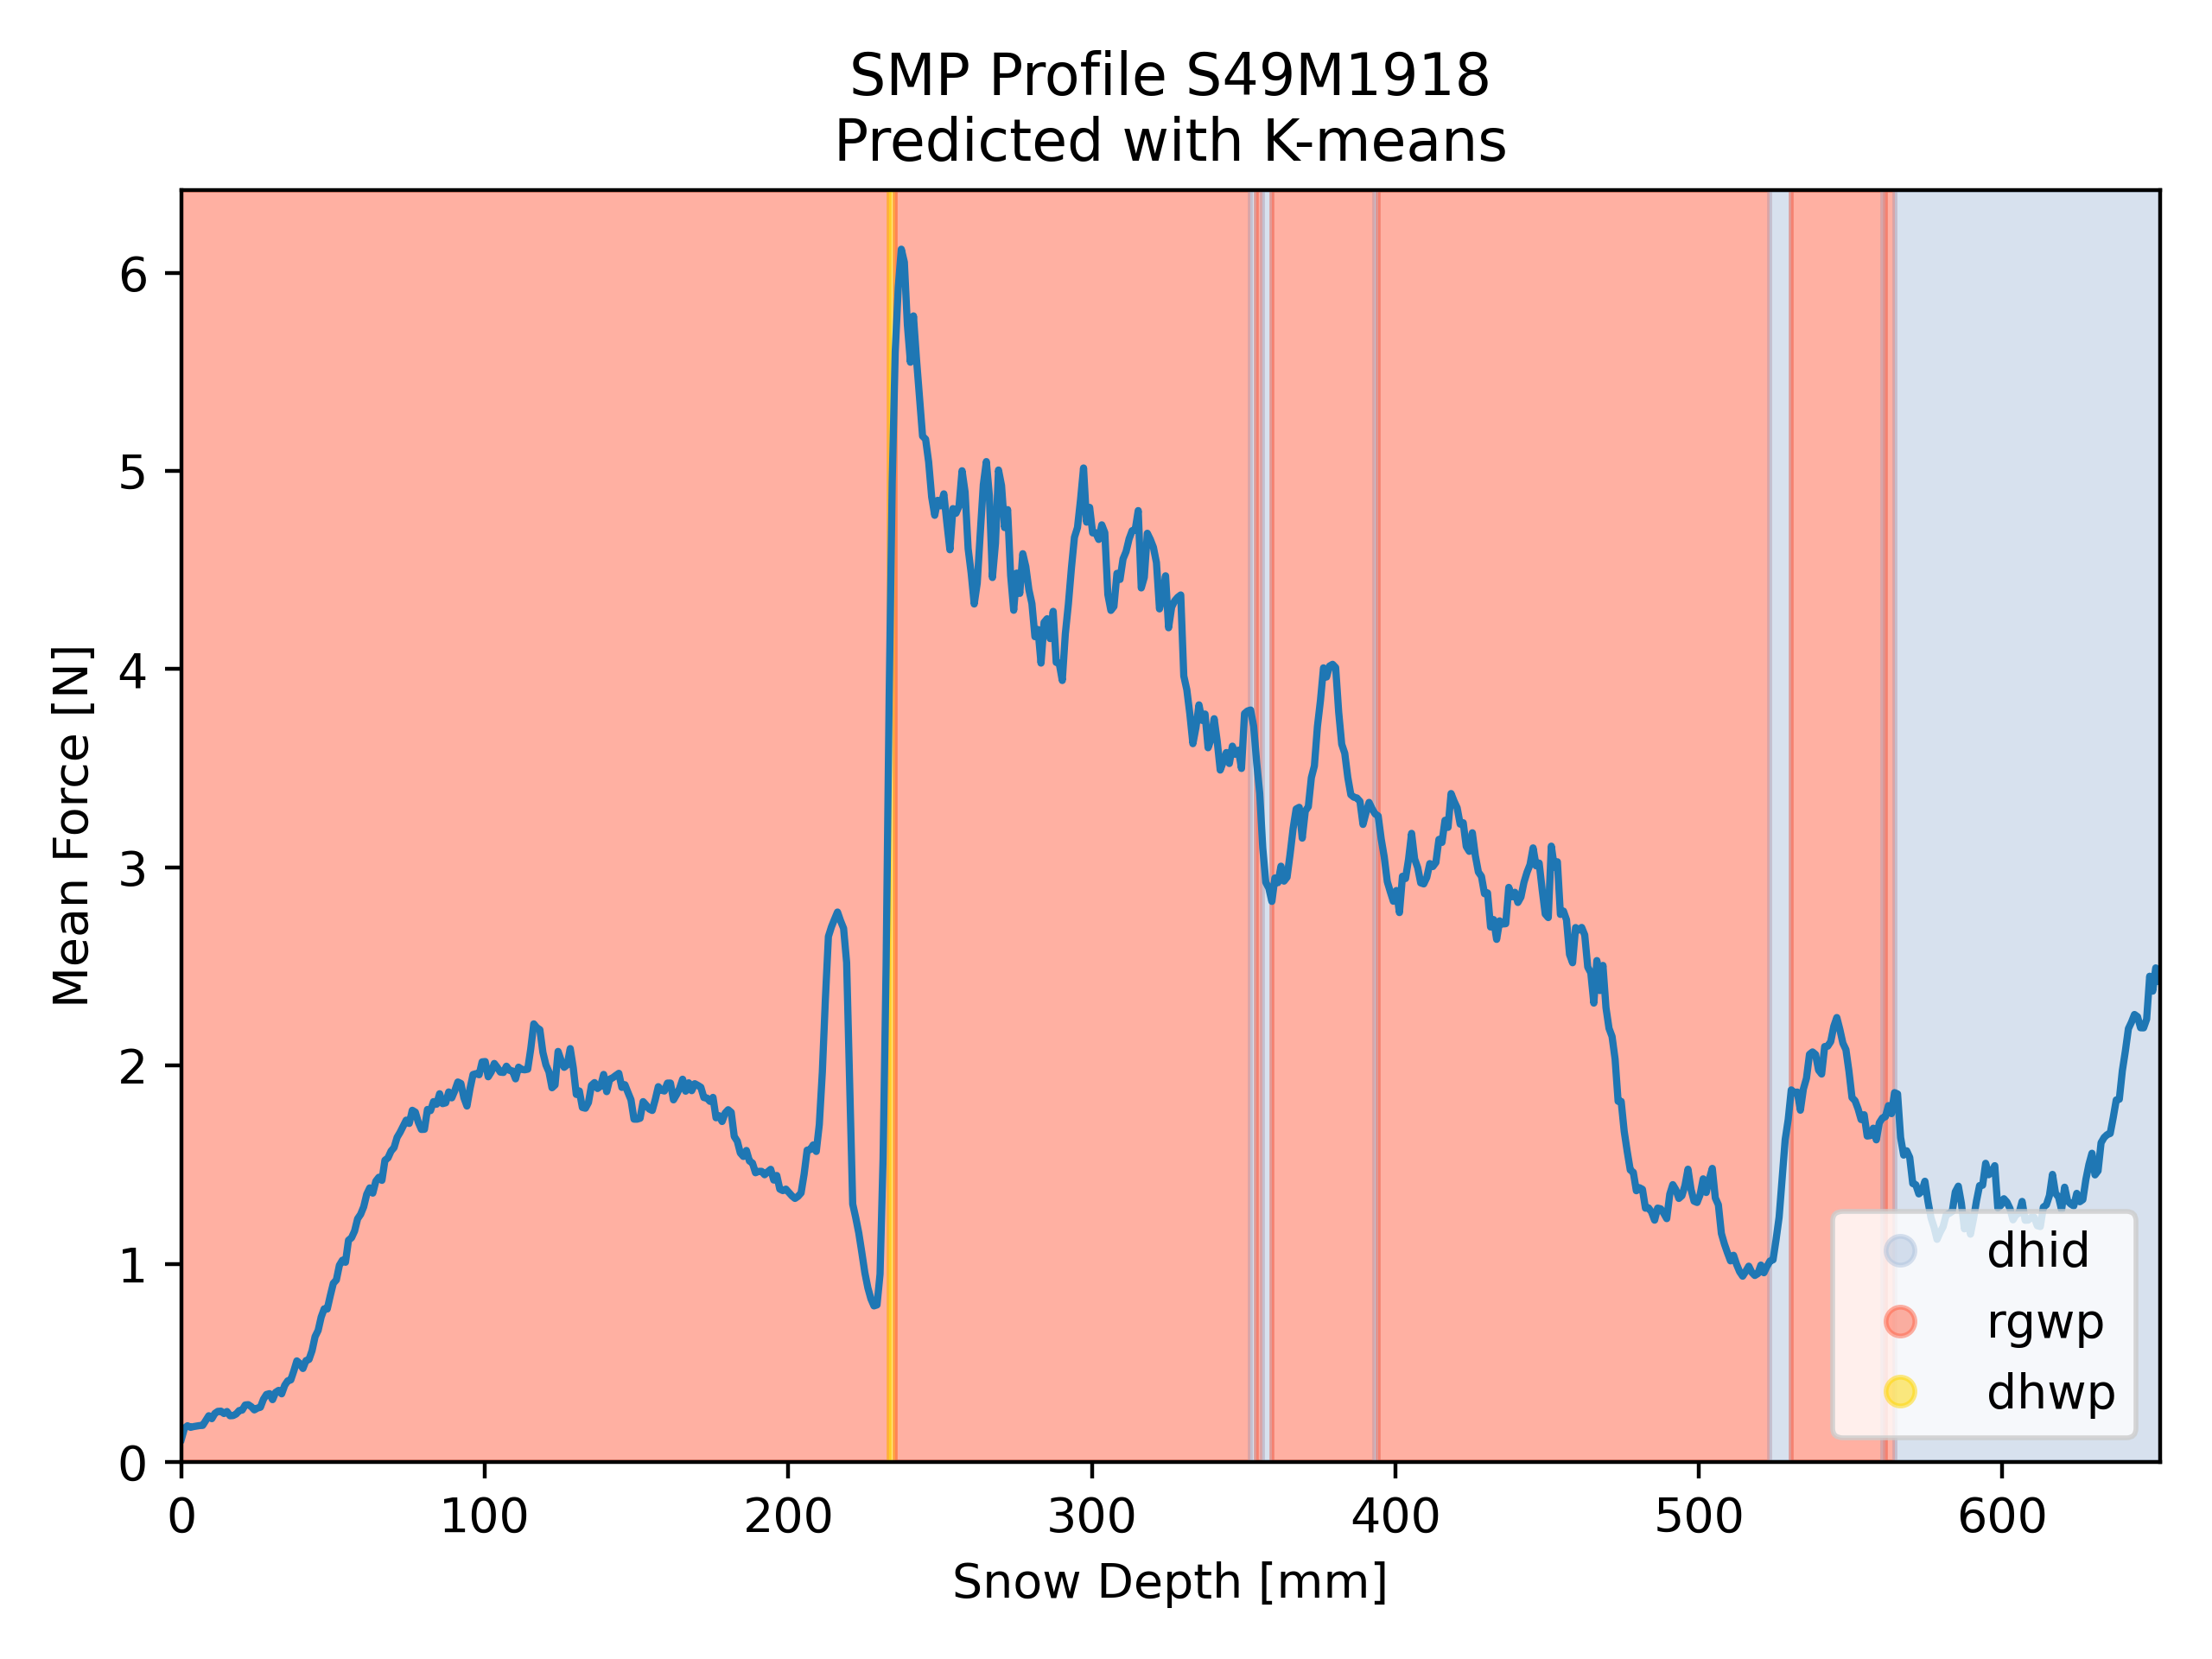 SMP Profile S49M1918
Predicted with K-means
Mean Force [N]
6
5
4
3
2
1
0
dhid
rgwp
dhwp
0 100 200 300 400 500 600
Snow Depth [mm]